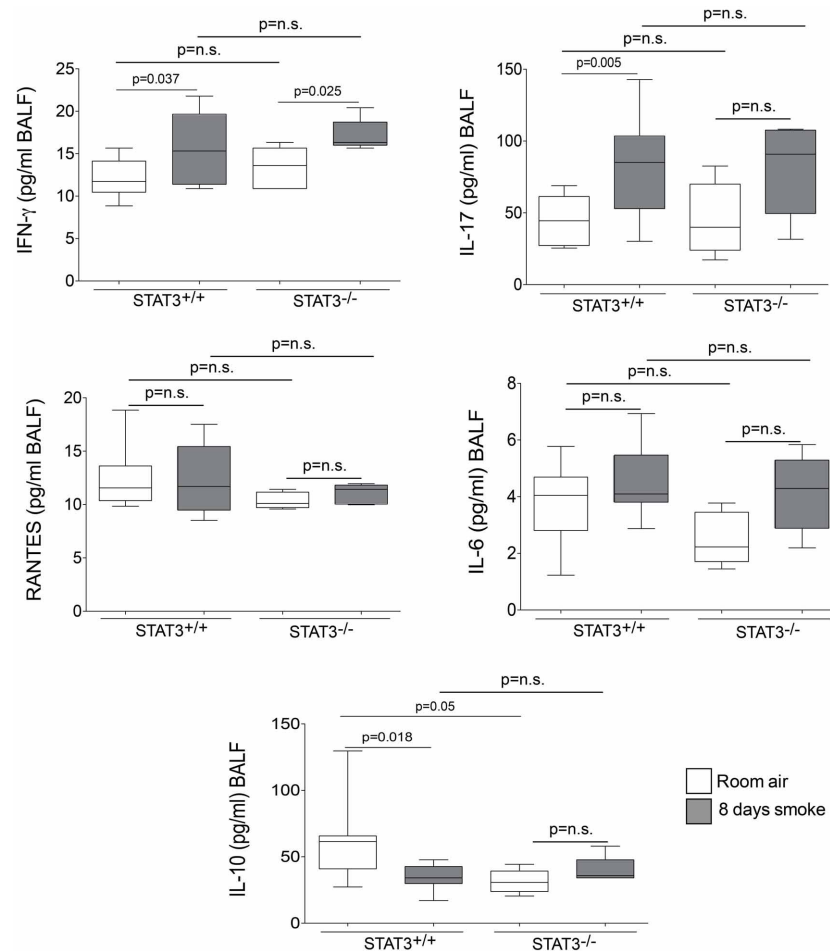 p=n.s.
p=n.s.
p=0.037
p=0.025
25
20
15
10
5
0
IFN-γ (pg/ml BALF)
STAT3+/+
STAT3-/-
p=n.s.
p=n.s.
p=0.005
p=n.s.
150
100
50
0
IL-17 (pg/ml) BALF
STAT3+/+
STAT3-/-
p=n.s.
p=n.s.
p=n.s.
p=n.s.
20
15
10
5
0
RANTES (pg/ml BALF)
STAT3+/+
STAT3-/-
p=n.s.
p=n.s.
p=n.s.
p=n.s.
8
6
4
2
0
IL-6 (pg/ml) BALF
STAT3+/+
STAT3-/-
p=n.s.
p=0.05
p=0.018
p=n.s.
150
100
50
0
IL-10 (pg/ml) BALF
STAT3+/+
STAT3-/-
Room air
8 days smoke